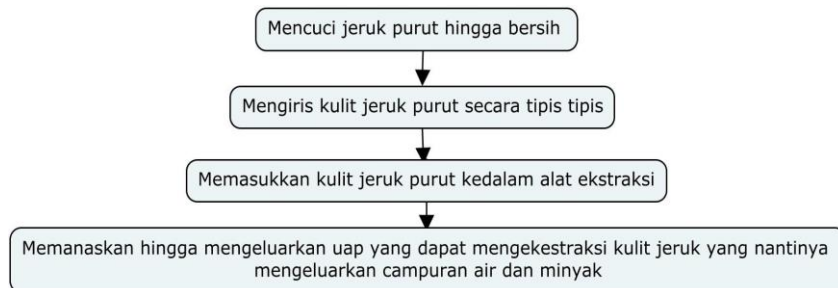 Mencuci jeruk purut hingga bersih
Mengiris kulit jeruk purut secara tipis tipis
Memasukkan kulit jeruk purut kedalam alat ekstraksi
Memanaskan hingga mengeluarkan uap yang dapat mengekestraksi kulit jeruk yang nantinya
mengeluarkan campuran air dan minyak